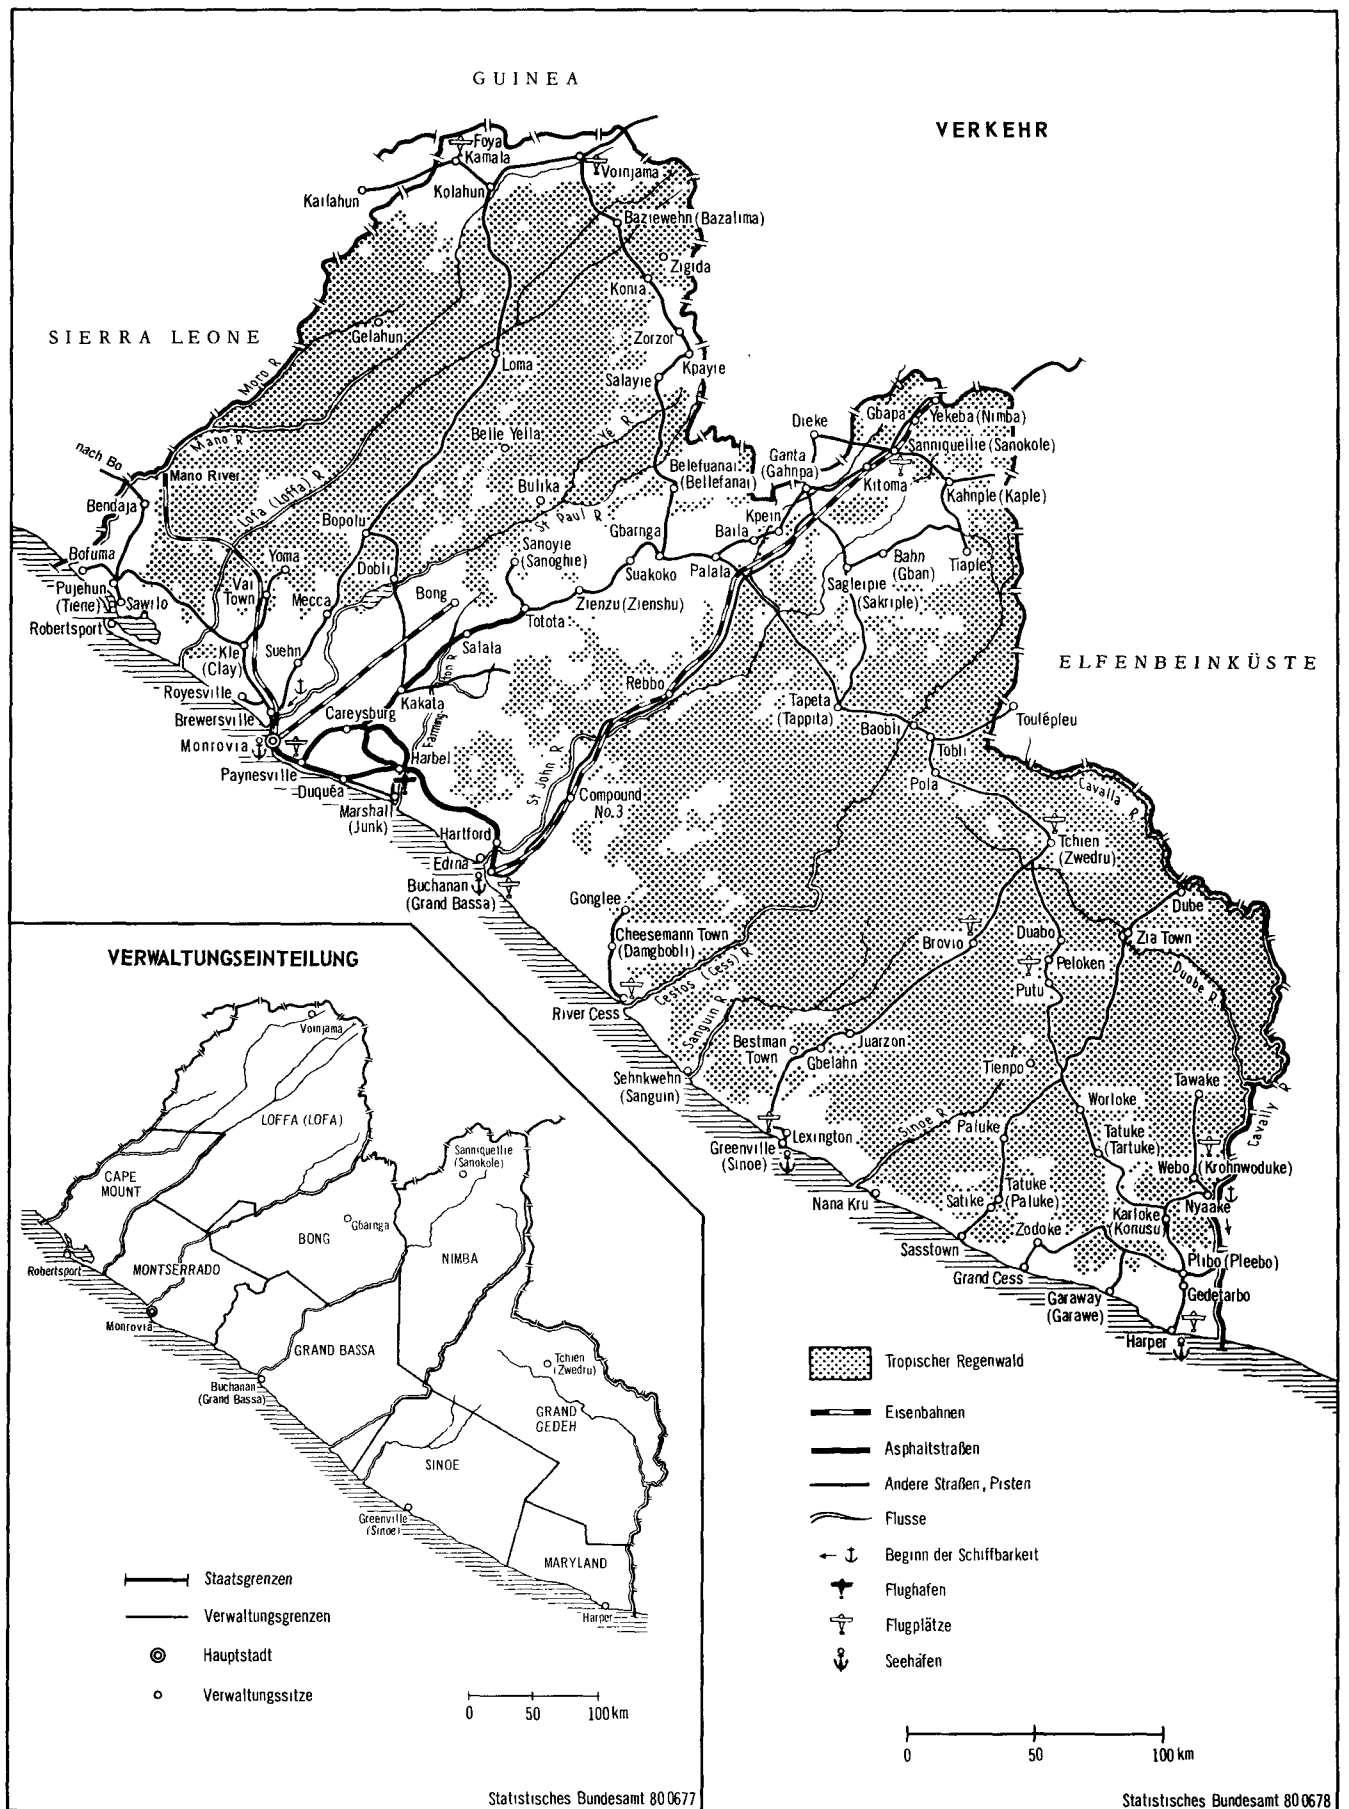 GUINEA
VERKEHR
Foya
Kamala
Voinjama
Kailahun
Kolahun
Baziewehn (Bazalima)
Zigida
Konia
SIERRA LEONE
Gelahun
Zorzor
Moro R
Loma
Kpayie
Salayie
Gbapa
Yekeba (Nimba)
Dieke
Mano R
Belle Yella
Vé R
Sanniquellie (Sanokole)
nach Bo
Ganta
(Gahnpa)
Mano River
Belefuanai
(Bellefanai)
Kitoma
Lofa (Loffa) R
Bulika
Kahnple (Kaple)
Bendaja
Bopolu
St Paul R
Gbarnga
Kpein
Baila
Bofuma
Yoma
Sanoyie
(Sanoghie)
Bahn
(Gban)
Tiaple
Dobli
Suakoko
Palala
Pujehun
(Tiene)
Vai
Town
Sagleipie
(Sakriple)
Sawilo
Mecca
Bong
Zienzu (Zienshu)
Robertsport
Totota
Kle
(Clay)
Suehn
Salala
ELFENBEINKÜSTE
Royesville
Rebbo
Kakata
Tapeta
(Tappita)
Brewersville
Careysburg
Farmington R
Toulépleu
Baobli
Monrovia
Tobli
Harbel
Paynesville
St John R
Pola
Cavalla R
Duquéa
Compound
No. 3
Marshall
(Junk)
Hartford
Tchien
(Zwedru)
Edina
Buchanan
(Grand Bassa)
Gonglee
Dube
Cheesemann Town
(Damgbobli)
Brovio
Duabo
Zia Town
Peloken
Cestos (Cess) R
Duobe R
Putu
River Cess
Sanguin R
Bestman
Town
Juarzon
Gbelahn
Tienpo
Sehnkwehn
(Sanguin)
Tawake
Cavally R
Worloke
Sinoe R
Paluke
Lexington
Greenville
(Sinoe)
Tatuke
(Tartuke)
Webo (Krohnwoduke)
Nana Kru
Tatuke
(Paluke)
Satike
Nyaake
Karloke
(Konusu)
Zodoke
Sasstown
Plibo (Pleebo)
Grand Cess
Gedetarbo
Garaway
(Garawe)
Harper
Tropischer Regenwald
Eisenbahnen
Asphaltstraßen
Andere Straßen, Pisten
Flusse
Beginn der Schiffbarkeit
Flughafen
Flugplätze
Seehäfen
0 50 100 km
Statistisches Bundesamt 80 0678
VERWALTUNGSEINTEILUNG
Voinjama
LOFFA (LOFA)
Sanniquellie
(Sanokole)
CAPE
MOUNT
Gbarnga
BONG
NIMBA
Robertsport
MONTSERRADO
Monrovia
GRAND BASSA
Tchien
(Zwedru)
Buchanan
(Grand Bassa)
GRAND
GEDEH
SINOE
Greenville
(Sinoe)
MARYLAND
Harper
Staatsgrenzen
Verwaltungsgrenzen
Hauptstadt
Verwaltungssitze
0 50 100 km
Statistisches Bundesamt 80 0677